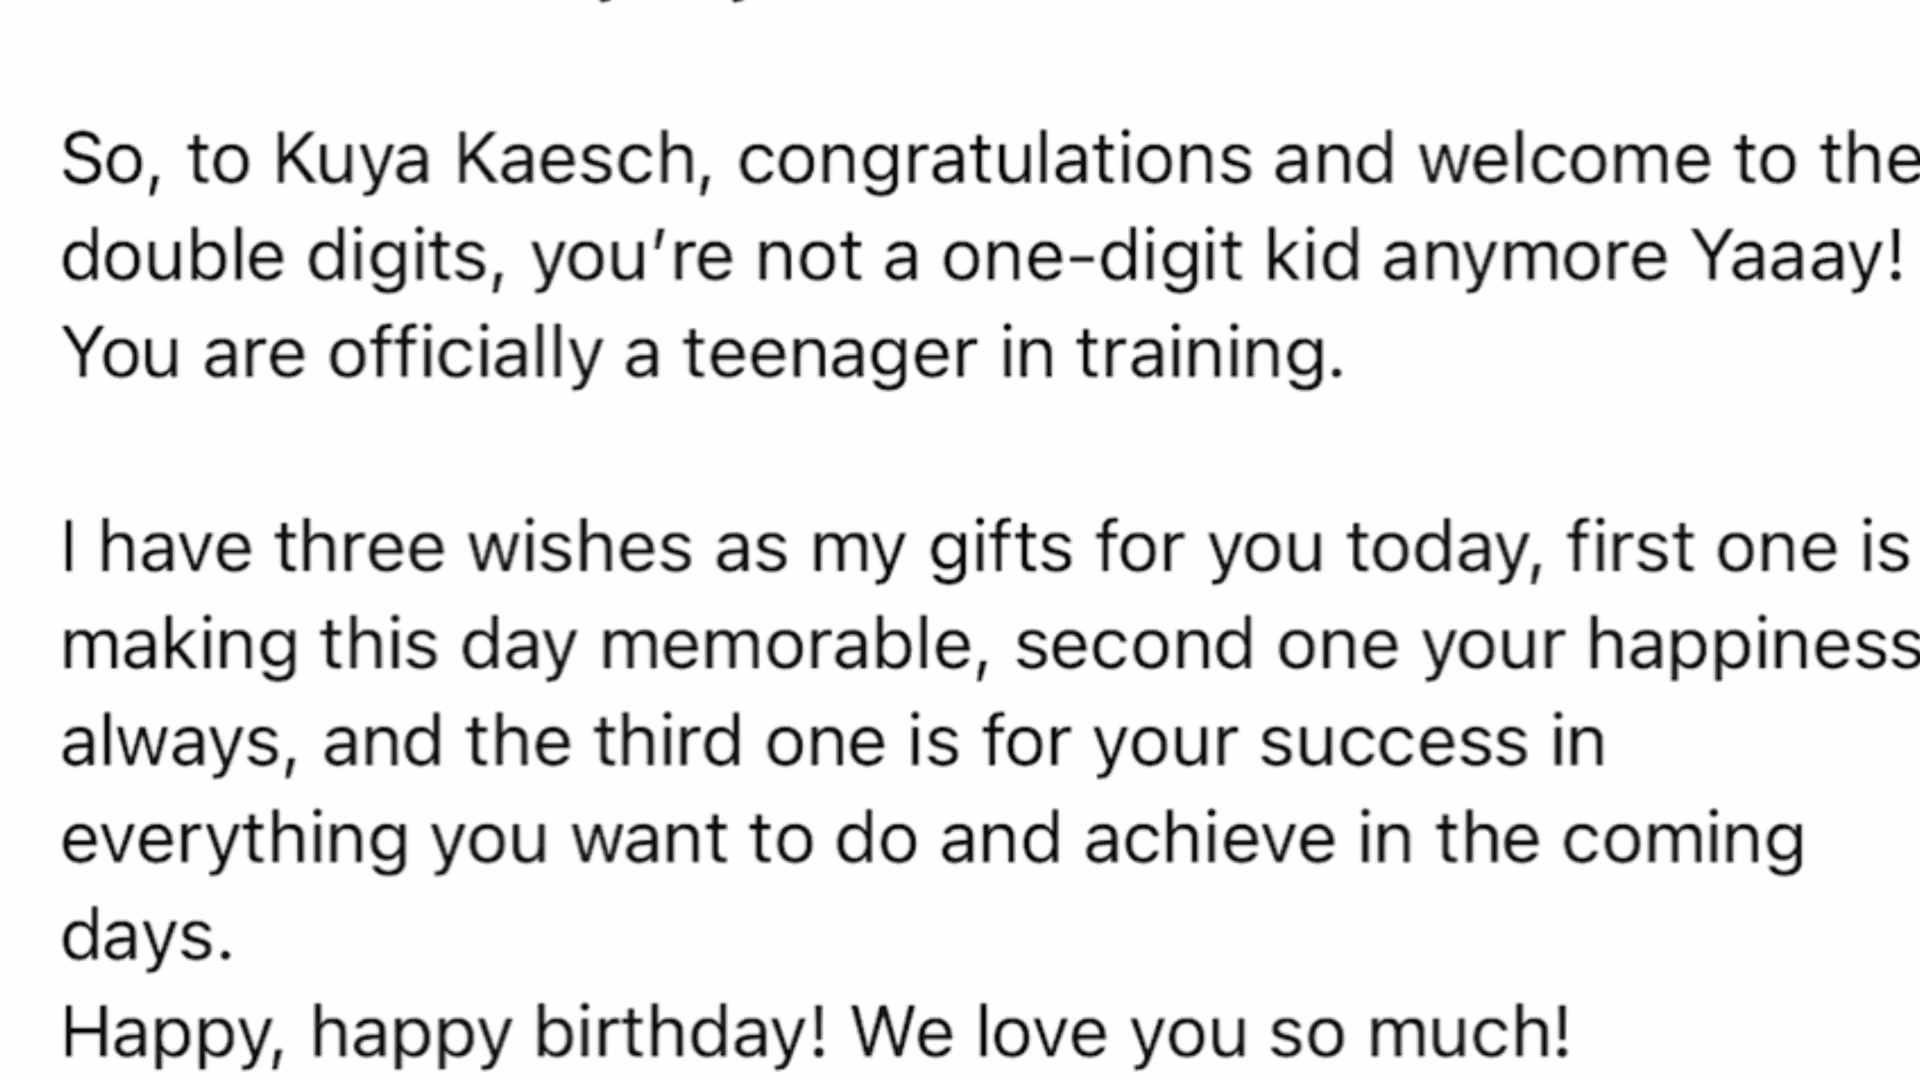 So, to Kuya Kaesch, congratulations and welcome to the
double digits, you’re not a one-digit kid anymore Yaaay!
You are officially a teenager in training.
I have three wishes as my gifts for you today, first one is
making this day memorable, second one your happiness
always, and the third one is for your success in
everything you want to do and achieve in the coming
days.
Happy, happy birthday! We love you so much!